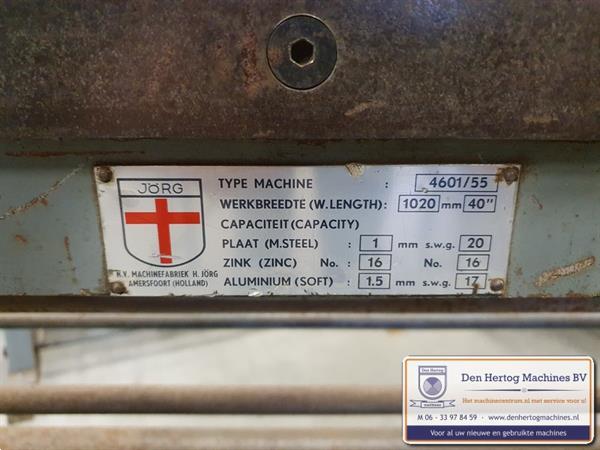 JÖRG
N.V. MACHINEFABRIEK H. JÖRG
AMERSFOORT (HOLLAND)
TYPE MACHINE : 4601/55
WERKBREEDTE (W.LENGTH): 1020 mm 40"
CAPACITEIT (CAPACITY)
PLAAT (M.STEEL) : 1 mm s.w.g. 20
ZINK (ZINC) No. : 16 No. 16
ALUMINIUM (SOFT) : 1.5 mm s.w.g. 17
Den Hertog
Den Hertog Machines BV
Het machinecentrum.nl met service voor u!
M 06 - 33 97 84 59 - www.denhertogmachines.nl
Voor al uw nieuwe en gebruikte machines